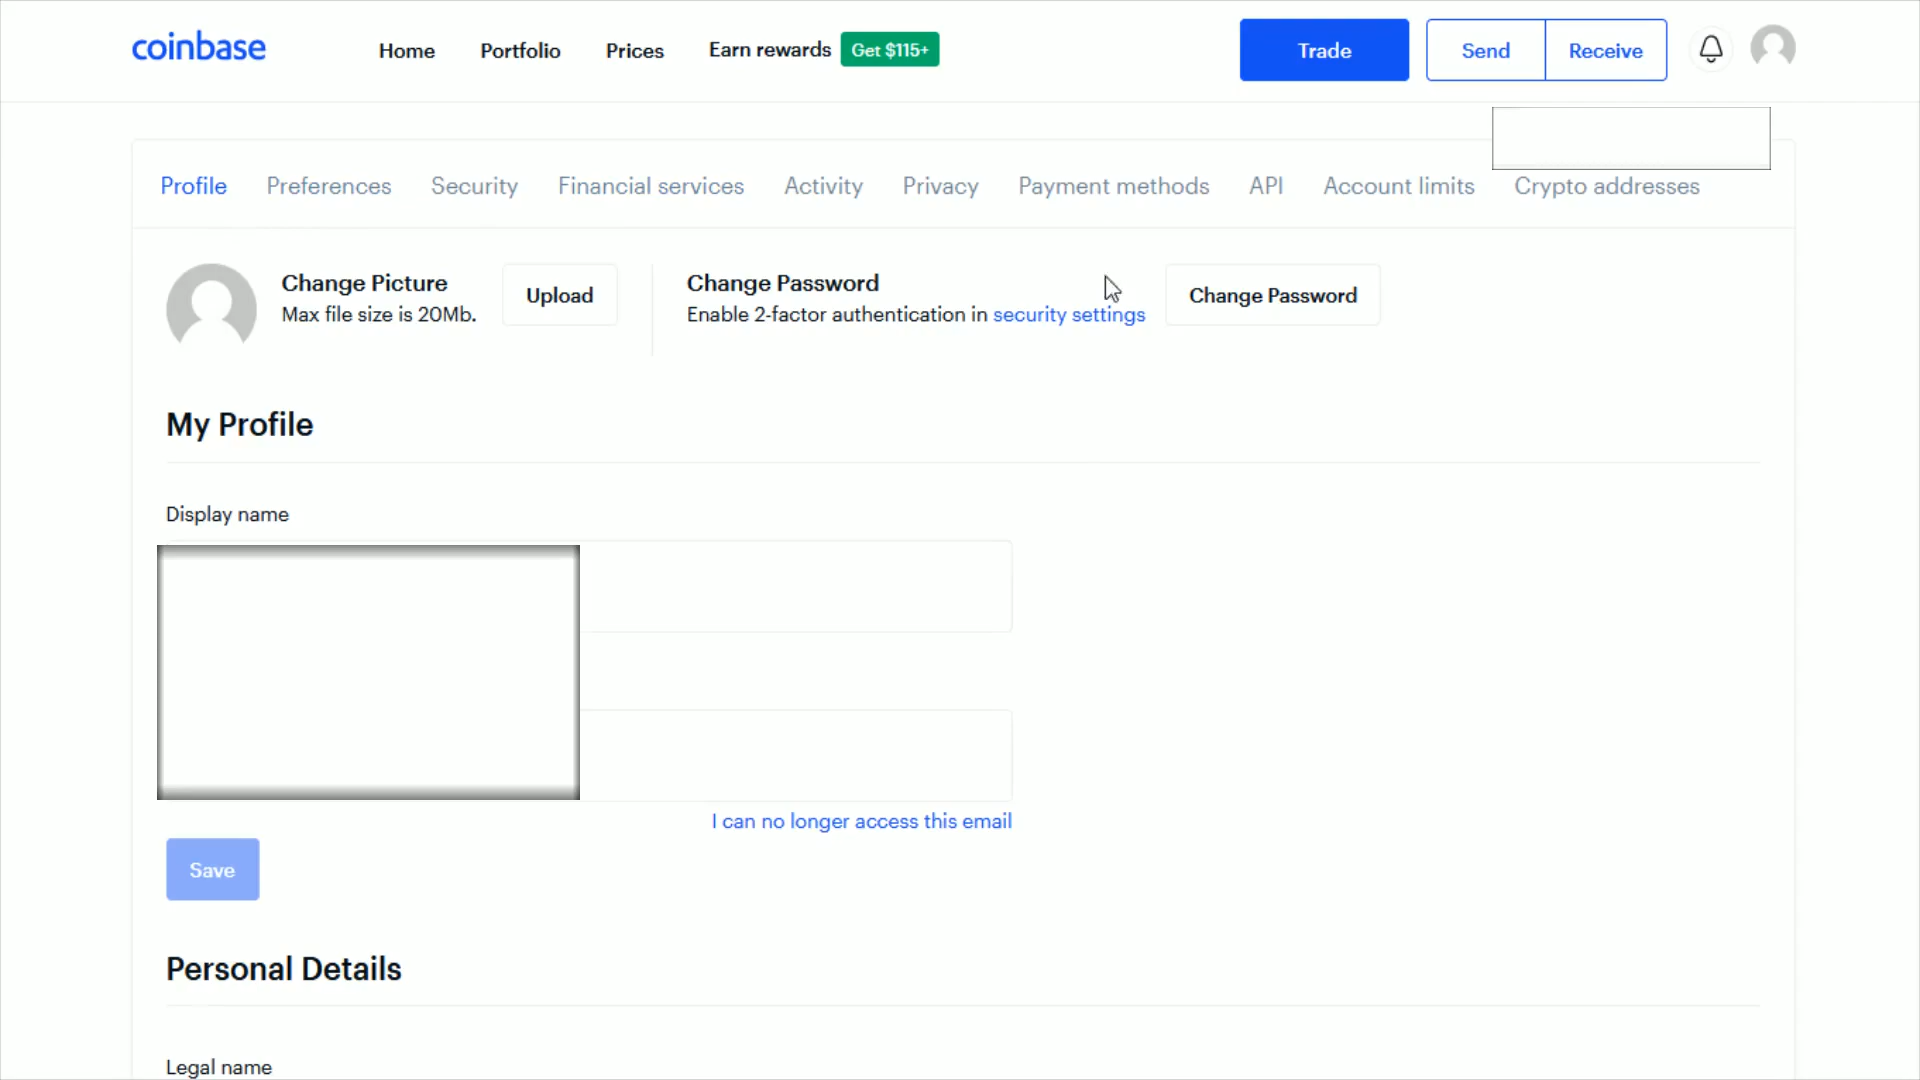 coinbase
Home Portfolio Prices Earn rewards Get $115+ Trade Send Receive
Profile Preferences Security Financial services Activity Privacy Payment methods API Account limits Crypto addresses
Change Picture
Max file size is 20Mb.
Upload
Change Password
Enable 2-factor authentication in security settings
Change Password
My Profile
Display name
I can no longer access this email
Save
Personal Details
Legal name